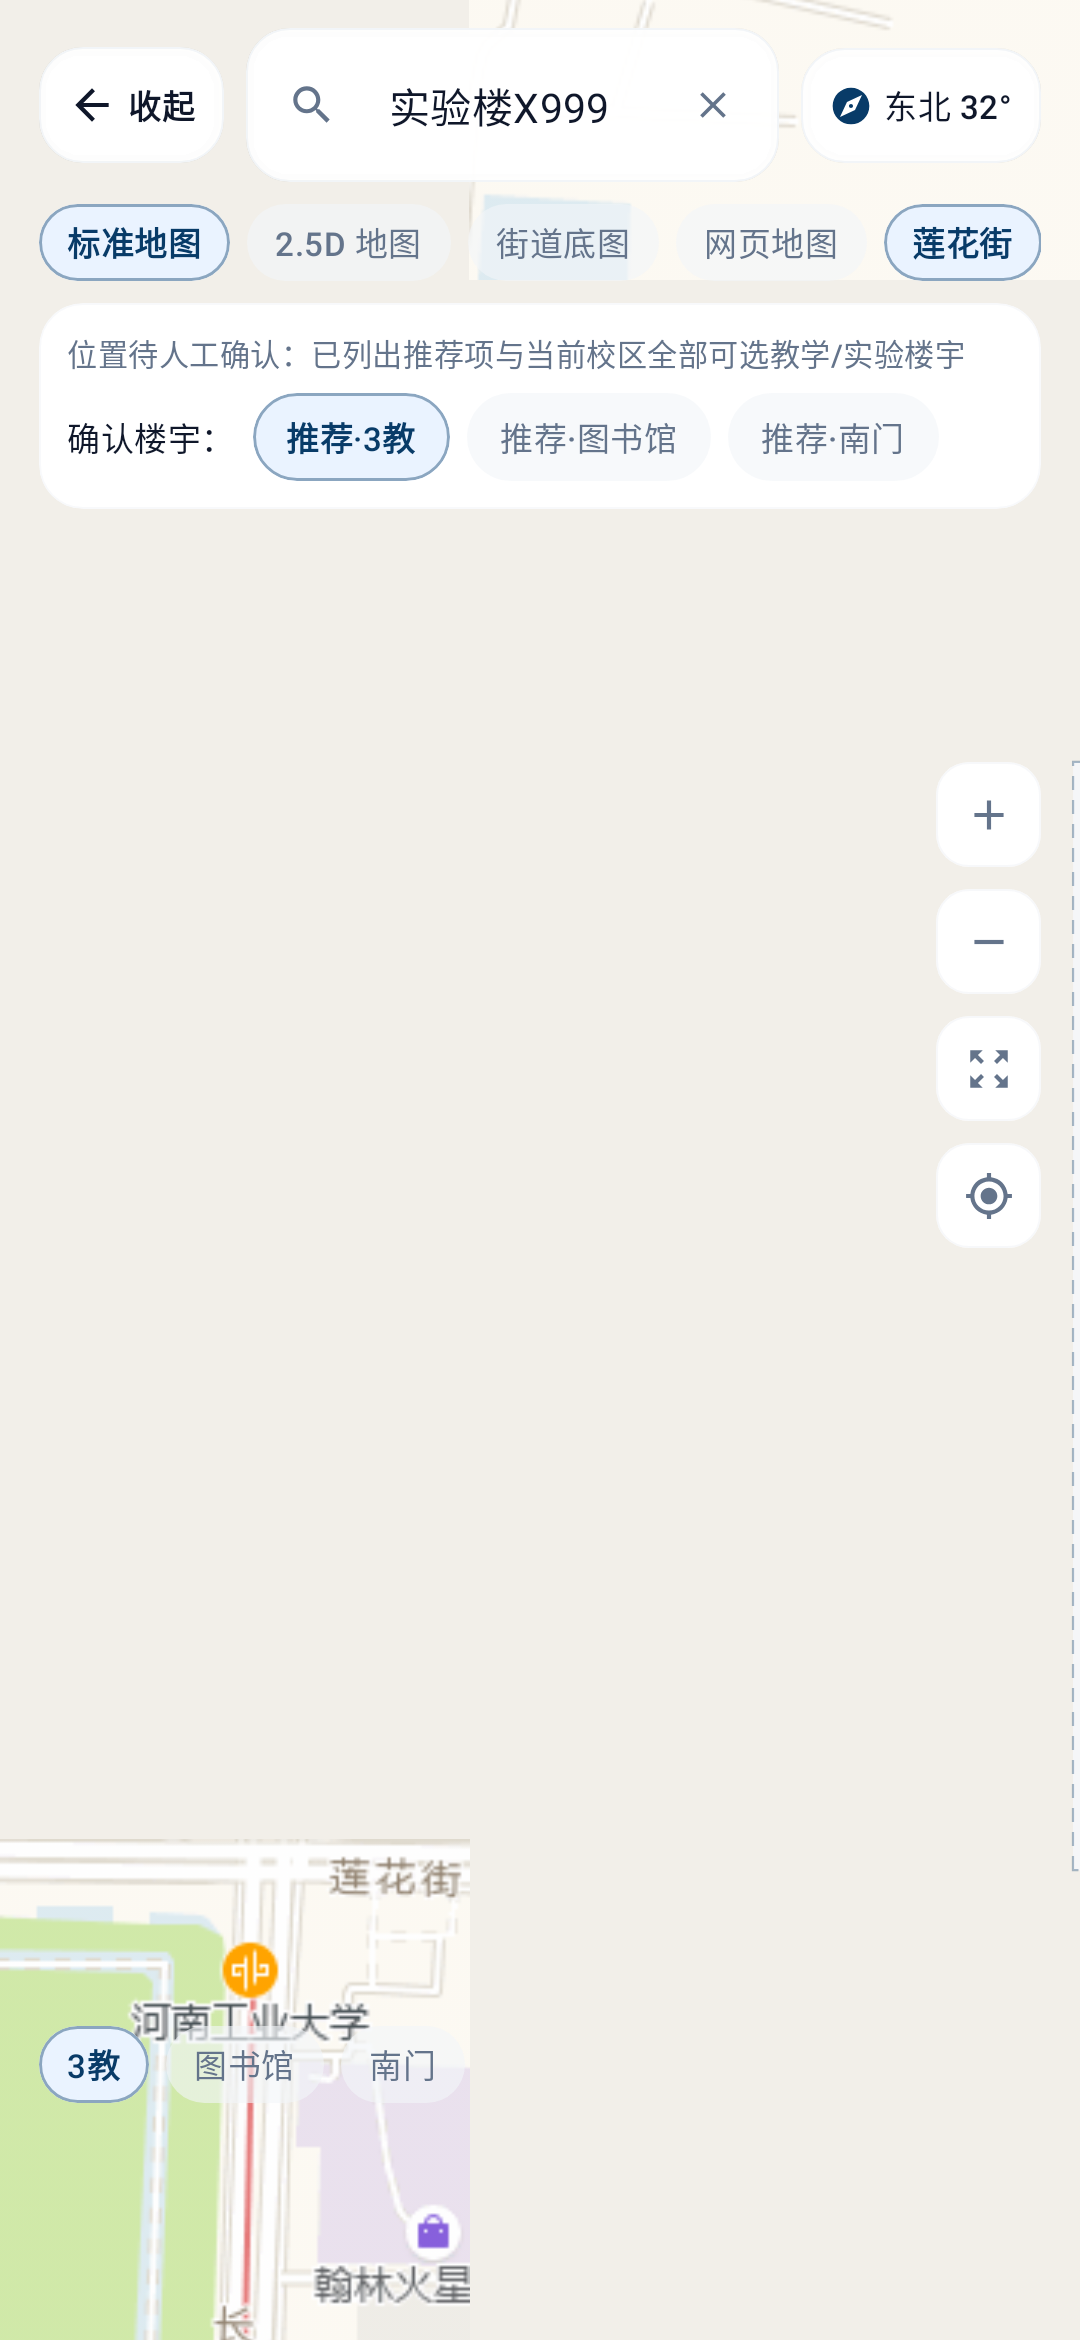 收起
实验楼X999
东北 32°
标准地图
2.5D 地图
街道底图
网页地图
莲花街
位置待人工确认：已列出推荐项与当前校区全部可选教学/实验楼宇
确认楼宇：
推荐·3教
推荐·图书馆
推荐·南门
莲花街
河南工业大学
3教
图书馆
南门
翰林火星
长